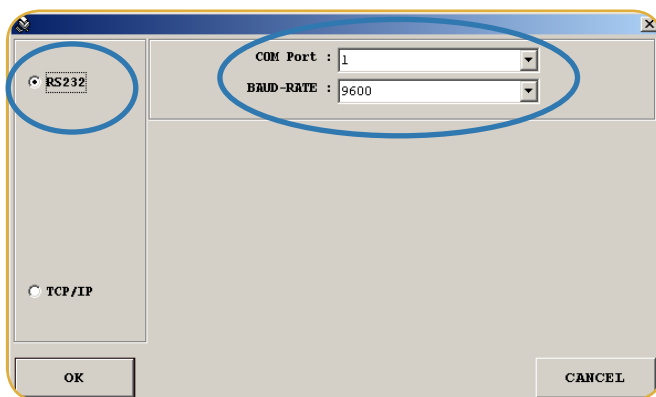 COM Port : 1
RS232
BAUD-RATE : 9600
TCP/IP
OK
CANCEL